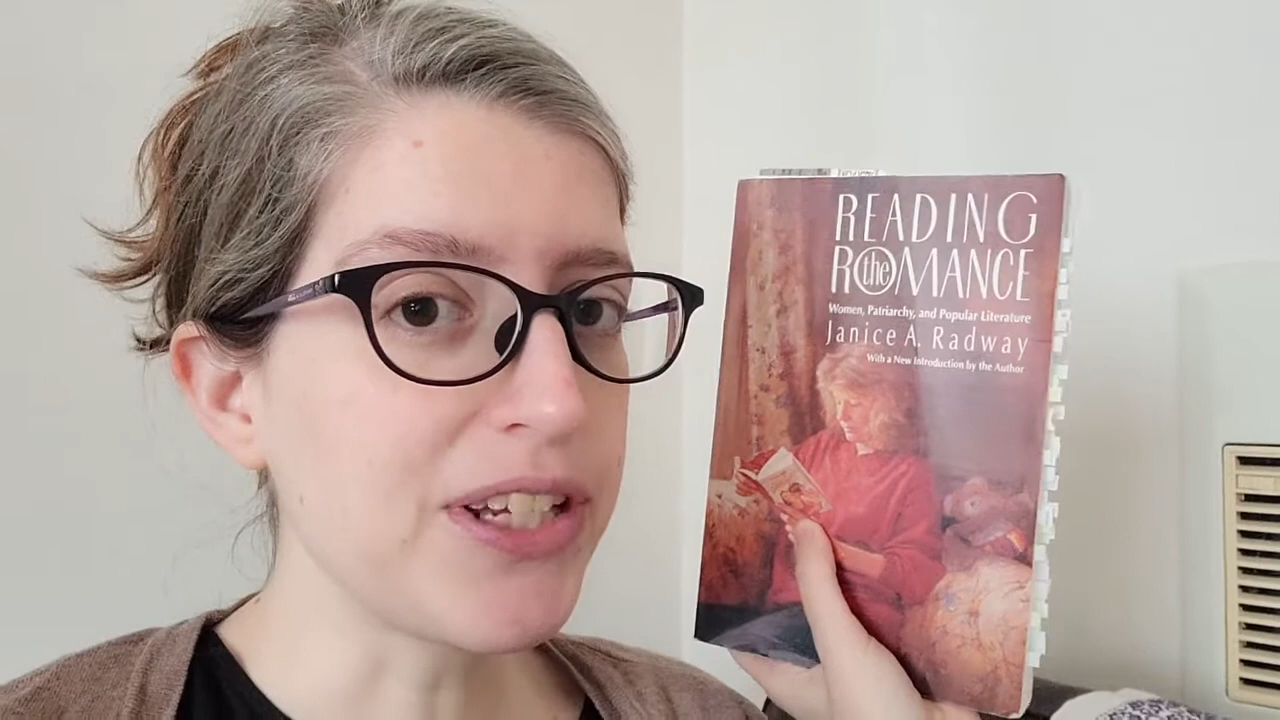 READING
the
ROMANCE
Women, Patriarchy, and Popular Literature
Janice A. Radway
With a New Introduction by the Author